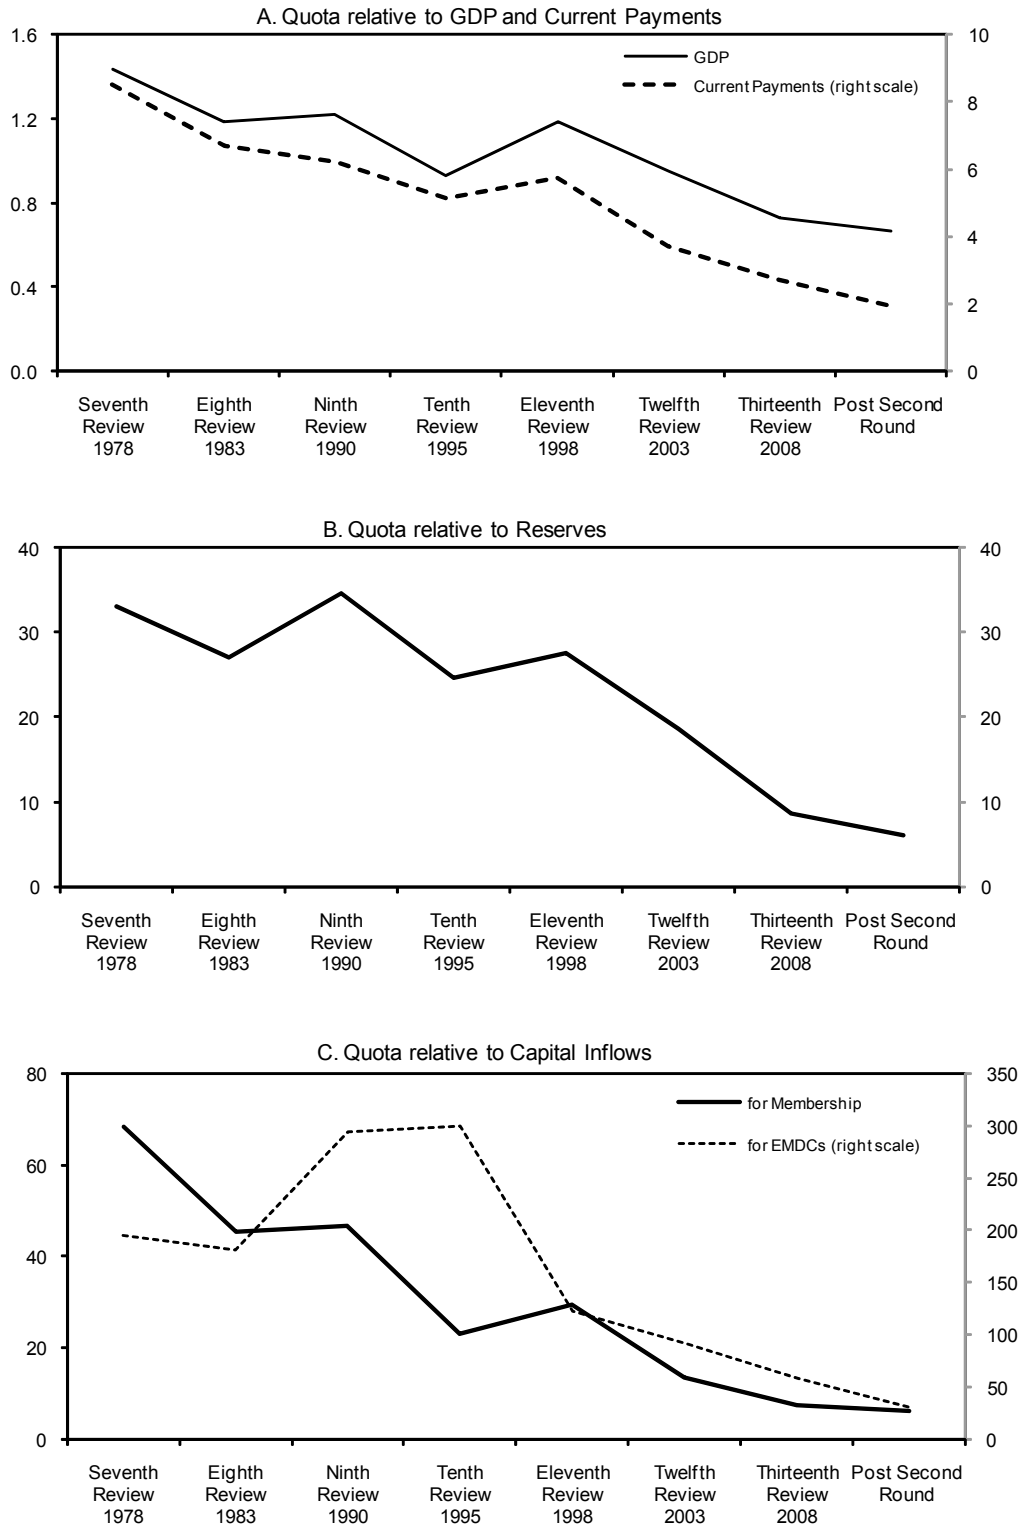 A. Quota relative to GDP and Current Payments
1.6
1.2
0.8
0.4
0.0
10
8
6
4
2
0
GDP
Current Payments (right scale)
Seventh Review 1978
Eighth Review 1983
Ninth Review 1990
Tenth Review 1995
Eleventh Review 1998
Twelfth Review 2003
Thirteenth Review 2008
Post Second Round
B. Quota relative to Reserves
40
30
20
10
0
40
30
20
10
0
Seventh Review 1978
Eighth Review 1983
Ninth Review 1990
Tenth Review 1995
Eleventh Review 1998
Twelfth Review 2003
Thirteenth Review 2008
Post Second Round
C. Quota relative to Capital Inflows
80
60
40
20
0
350
300
250
200
150
100
50
0
for Membership
for EMDCs (right scale)
Seventh Review 1978
Eighth Review 1983
Ninth Review 1990
Tenth Review 1995
Eleventh Review 1998
Twelfth Review 2003
Thirteenth Review 2008
Post Second Round